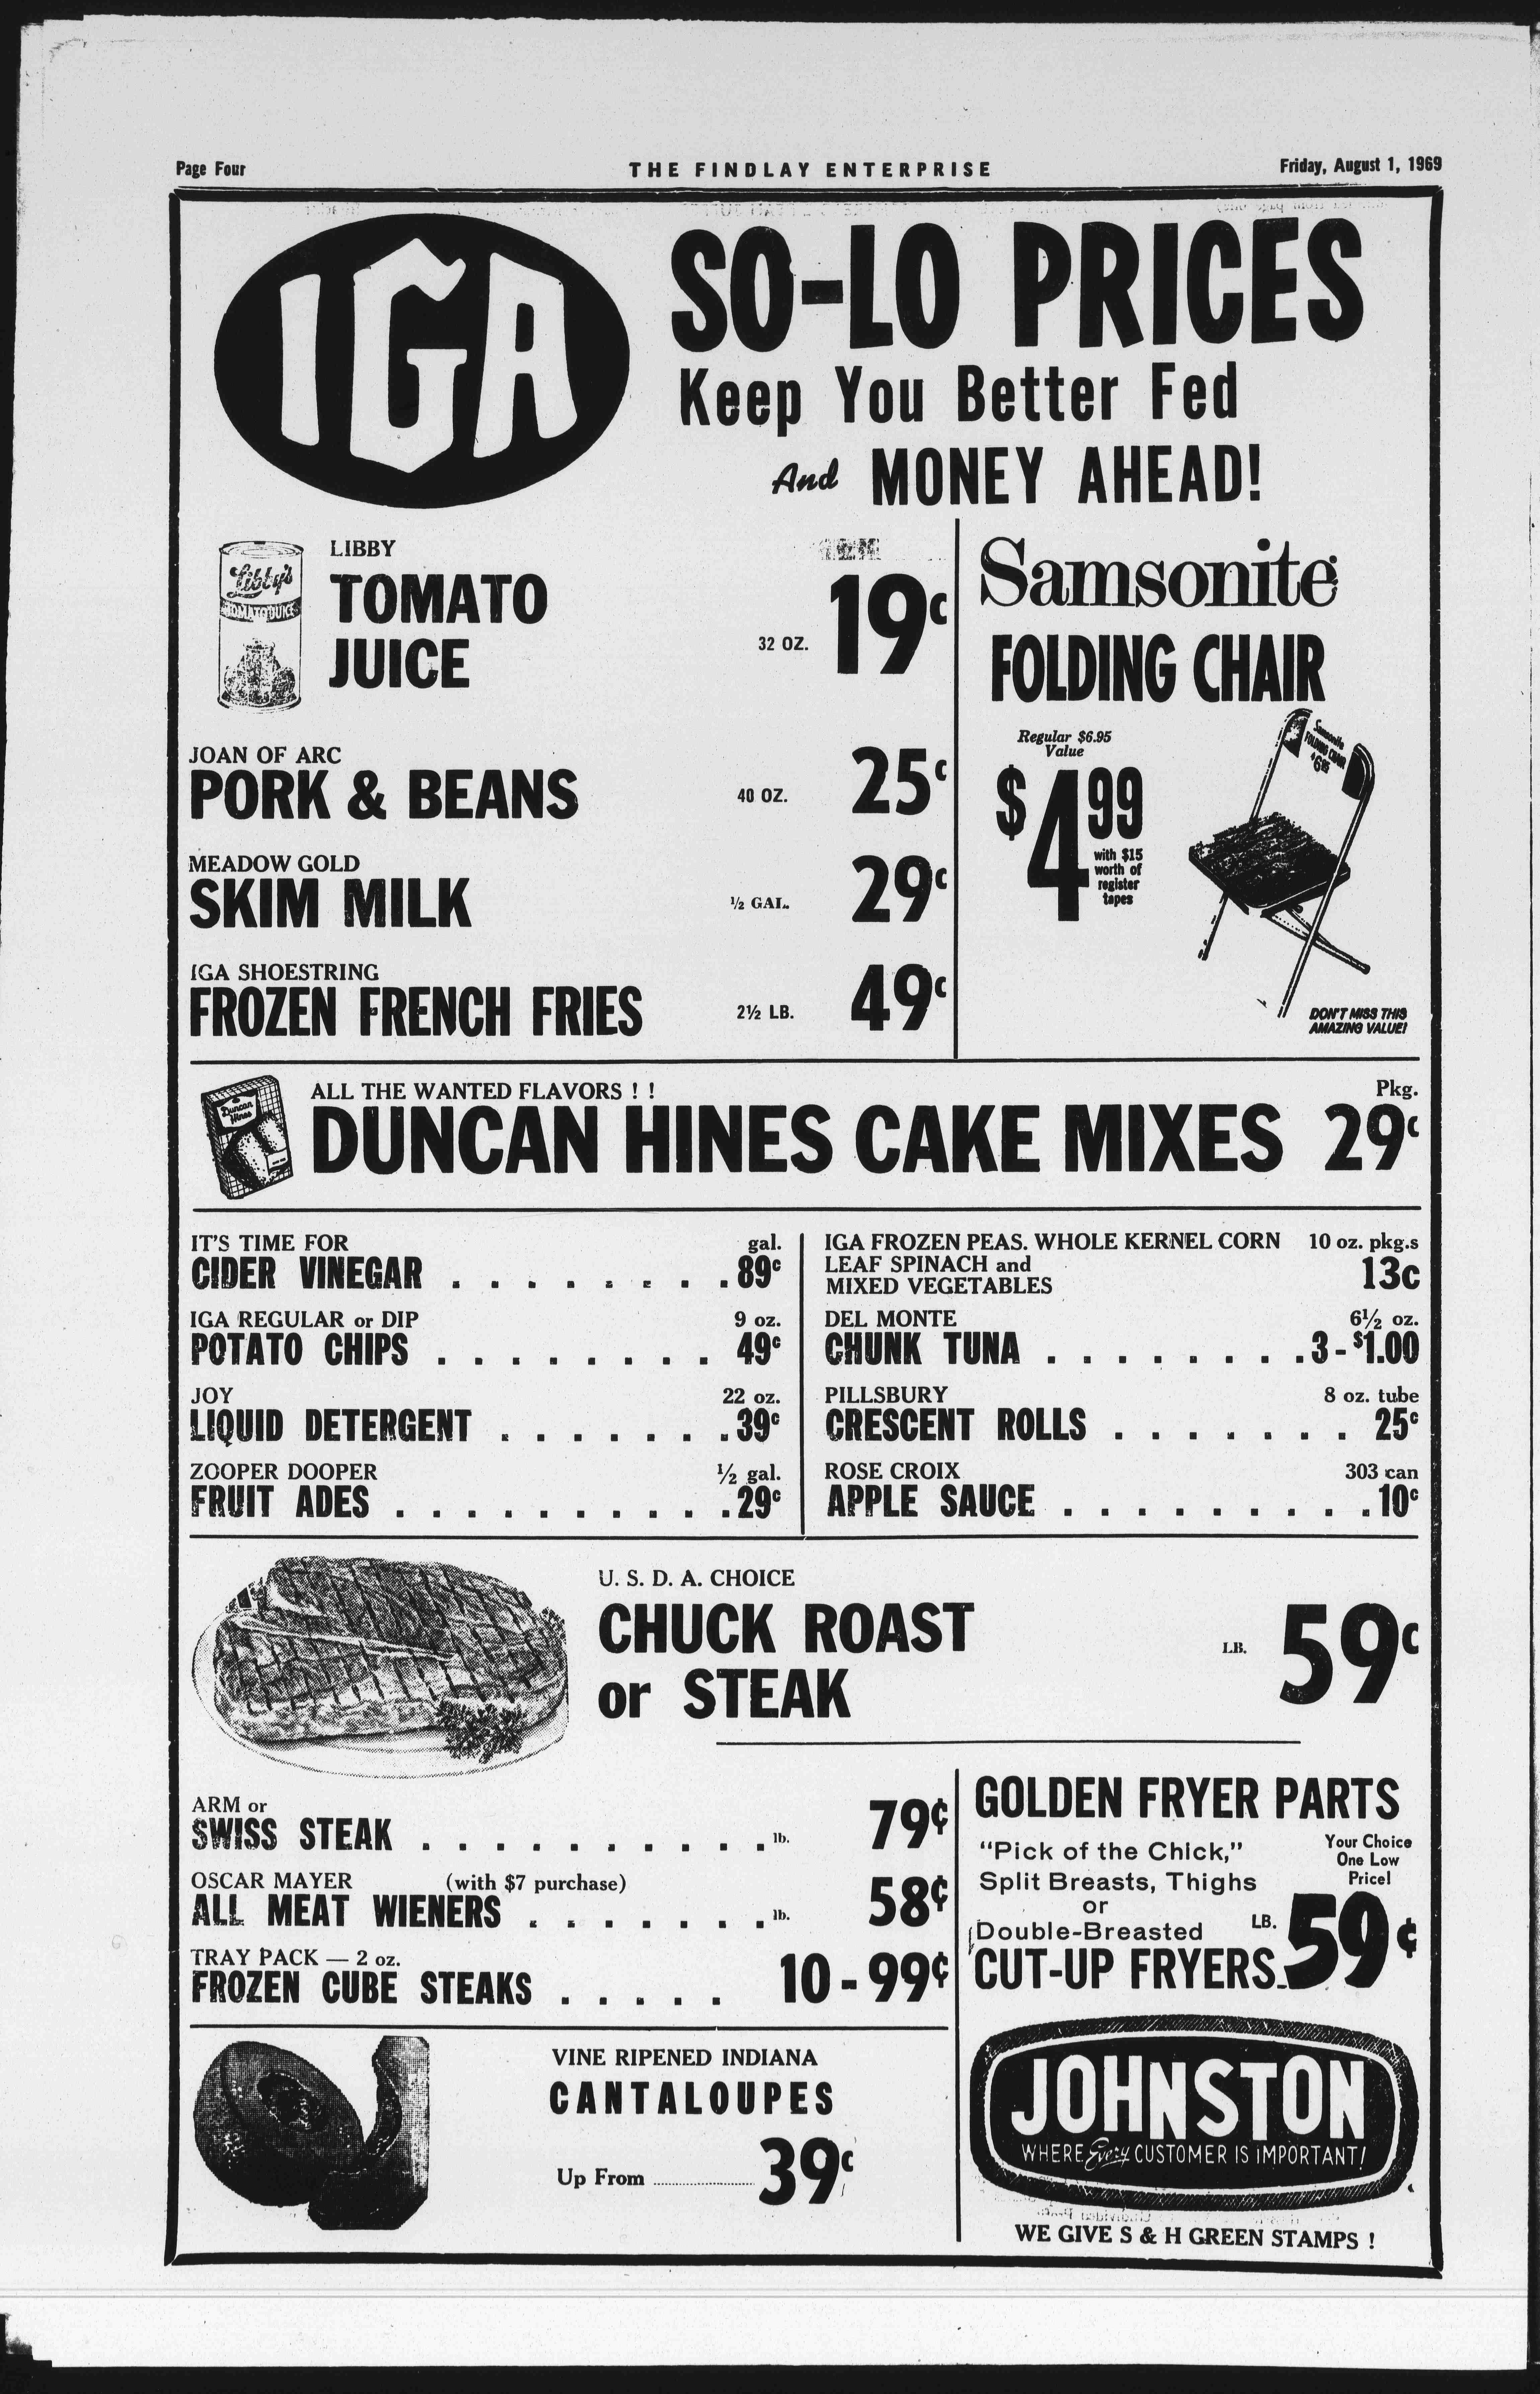 Page Four
THE FINDLAY ENTERPRISE
Friday, August 1, 1969
IGA
SO-LO PRICES
Keep You Better Fed
And MONEY AHEAD!
Libby's
TOMATO JUICE
LIBBY
TOMATO
JUICE
32 OZ.
19¢
JOAN OF ARC
PORK & BEANS
40 OZ.
25¢
MEADOW GOLD
SKIM MILK
½ GAL.
29¢
IGA SHOESTRING
FROZEN FRENCH FRIES
2½ LB.
49¢
Samsonite
FOLDING CHAIR
Regular $6.95
Value
$4.99
with $15
worth of
register
tapes
Samsonite
FOLDING CHAIR
$6.95
DON'T MISS THIS
AMAZING VALUE!
Duncan
Hines
ALL THE WANTED FLAVORS ! !
DUNCAN HINES CAKE MIXES
Pkg.
29¢
IT'S TIME FOR gal.
CIDER VINEGAR . . . . . . . . 89¢
IGA REGULAR or DIP 9 oz.
POTATO CHIPS . . . . . . . . 49¢
JOY 22 oz.
LIQUID DETERGENT . . . . . . . 39¢
ZOOPER DOOPER ½ gal.
FRUIT ADES . . . . . . . . . . 29¢
IGA FROZEN PEAS. WHOLE KERNEL CORN 10 oz. pkg.s
LEAF SPINACH and
MIXED VEGETABLES 13c
DEL MONTE 6½ oz.
CHUNK TUNA . . . . . . . . 3-$1.00
PILLSBURY 8 oz. tube
CRESCENT ROLLS . . . . . . . 25¢
ROSE CROIX 303 can
APPLE SAUCE . . . . . . . . . 10¢
U. S. D. A. CHOICE
CHUCK ROAST
or STEAK
LB.
59¢
ARM or
SWISS STEAK . . . . . . . . . . lb. 79¢
OSCAR MAYER (with $7 purchase)
ALL MEAT WIENERS . . . . . . . lb. 58¢
TRAY PACK — 2 oz.
FROZEN CUBE STEAKS . . . . . 10-99¢
GOLDEN FRYER PARTS
"Pick of the Chick,"
Split Breasts, Thighs
or
Double-Breasted
CUT-UP FRYERS
Your Choice
One Low
Price!
LB. 59¢
VINE RIPENED INDIANA
CANTALOUPES
Up From .......... 39¢
JOHNSTON
WHERE Every CUSTOMER IS IMPORTANT!
WE GIVE S & H GREEN STAMPS !